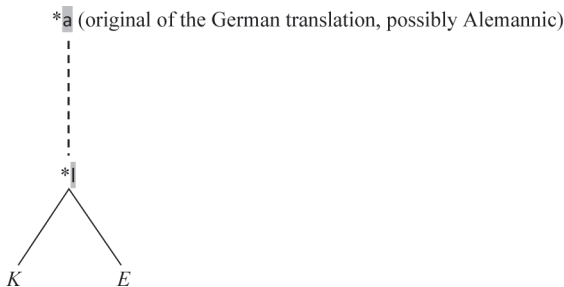 *a (original of the German translation, possibly Alemannic)
*l
K E